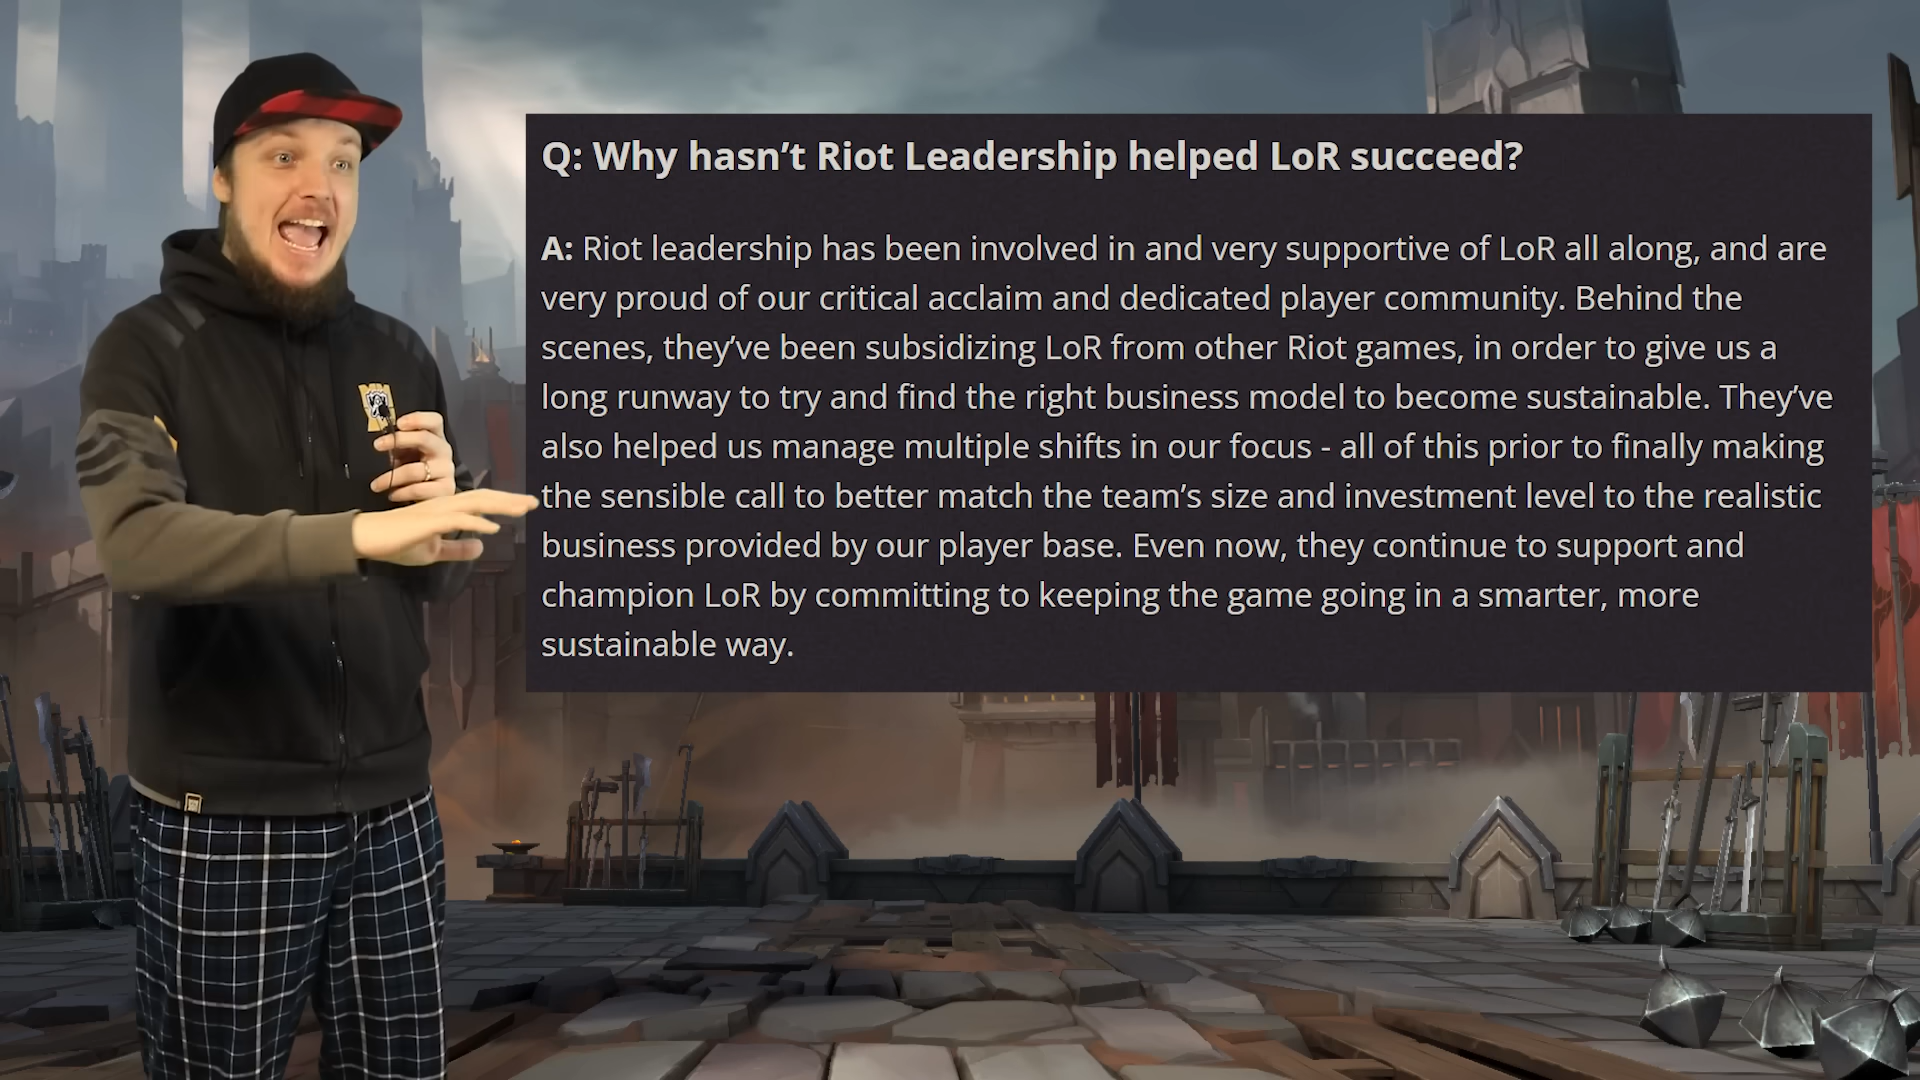 Q: Why hasn’t Riot Leadership helped LoR succeed?
A: Riot leadership has been involved in and very supportive of LoR all along, and are
very proud of our critical acclaim and dedicated player community. Behind the
scenes, they’ve been subsidizing LoR from other Riot games, in order to give us a
long runway to try and find the right business model to become sustainable. They’ve
also helped us manage multiple shifts in our focus - all of this prior to finally making
the sensible call to better match the team’s size and investment level to the realistic
business provided by our player base. Even now, they continue to support and
champion LoR by committing to keeping the game going in a smarter, more
sustainable way.